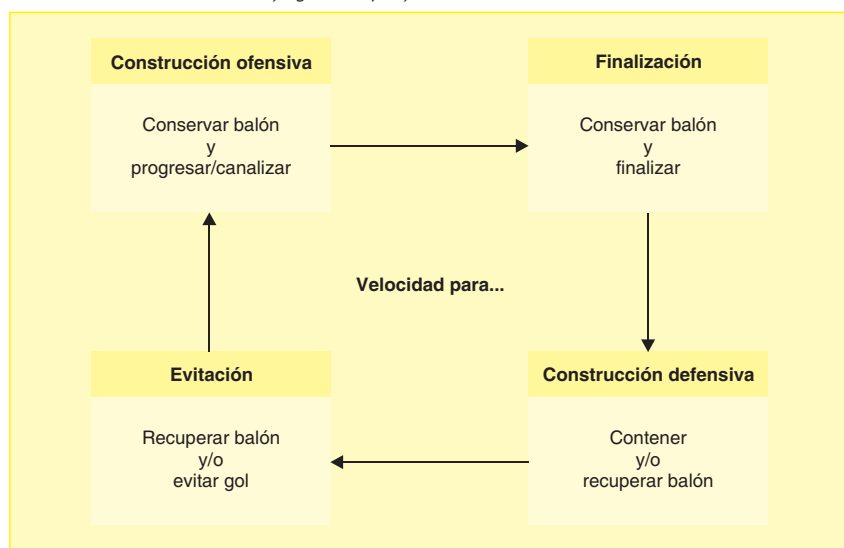 Construcción ofensiva
Conservar balón
y
progresar/canalizar
Finalización
Conservar balón
y
finalizar
Velocidad para...
Evitación
Recuperar balón
y/o
evitar gol
Construcción defensiva
Contener
y/o
recuperar balón